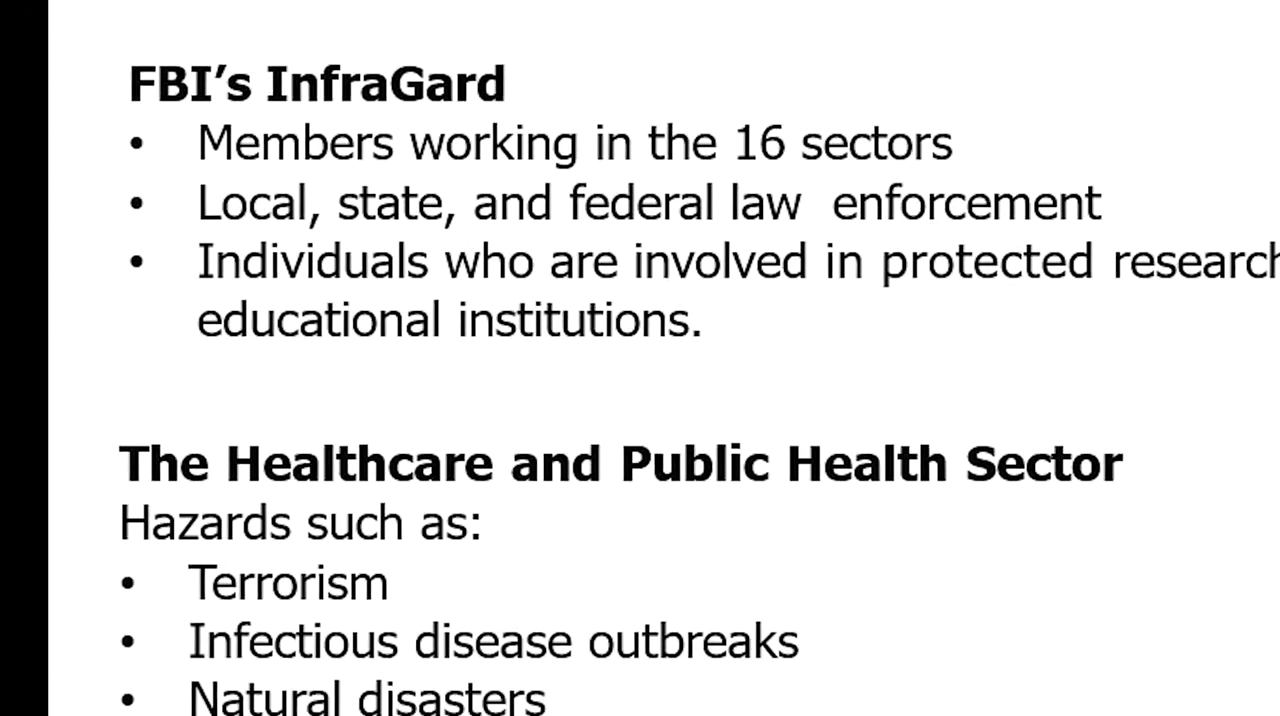 FBI’s InfraGard
• Members working in the 16 sectors
• Local, state, and federal law  enforcement
• Individuals who are involved in protected research
educational institutions.
The Healthcare and Public Health Sector
Hazards such as:
• Terrorism
• Infectious disease outbreaks
• Natural disasters